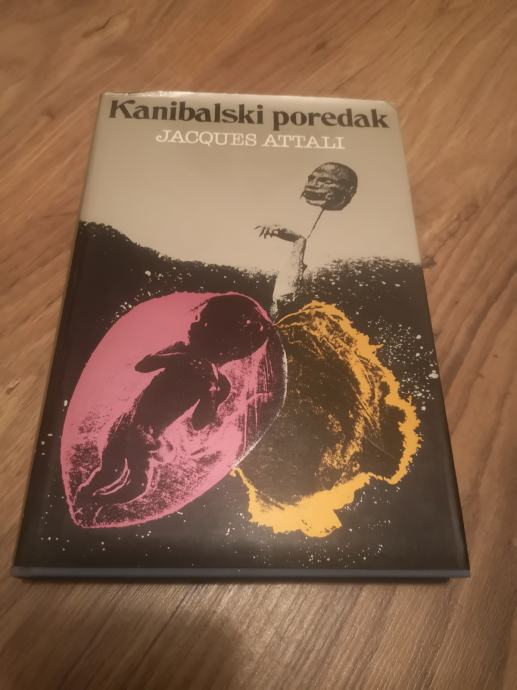 Kanibalski poredak
JACQUES ATTALI